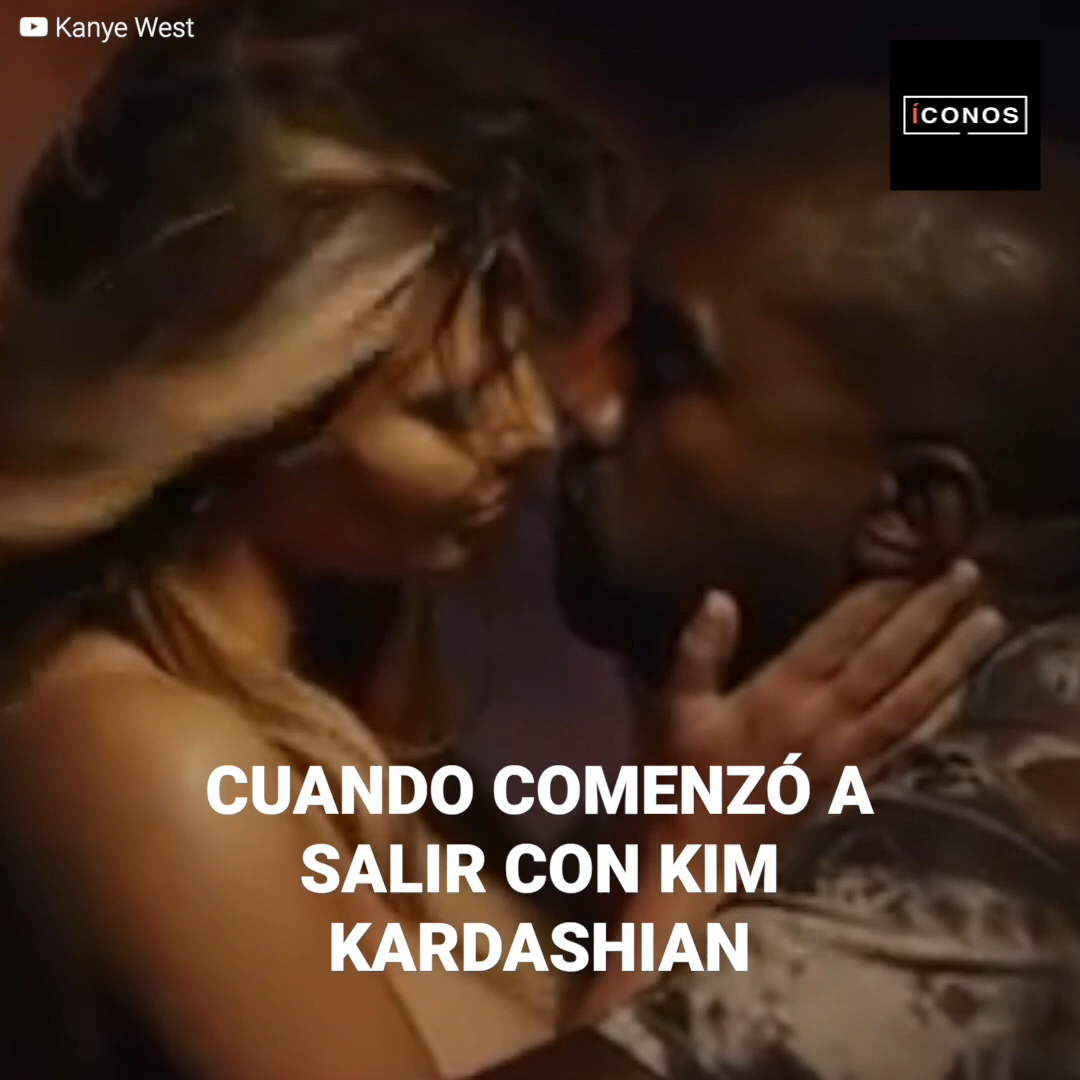 Kanye West
ÍCONOS
CUANDO COMENZÓ A
SALIR CON KIM
KARDASHIAN